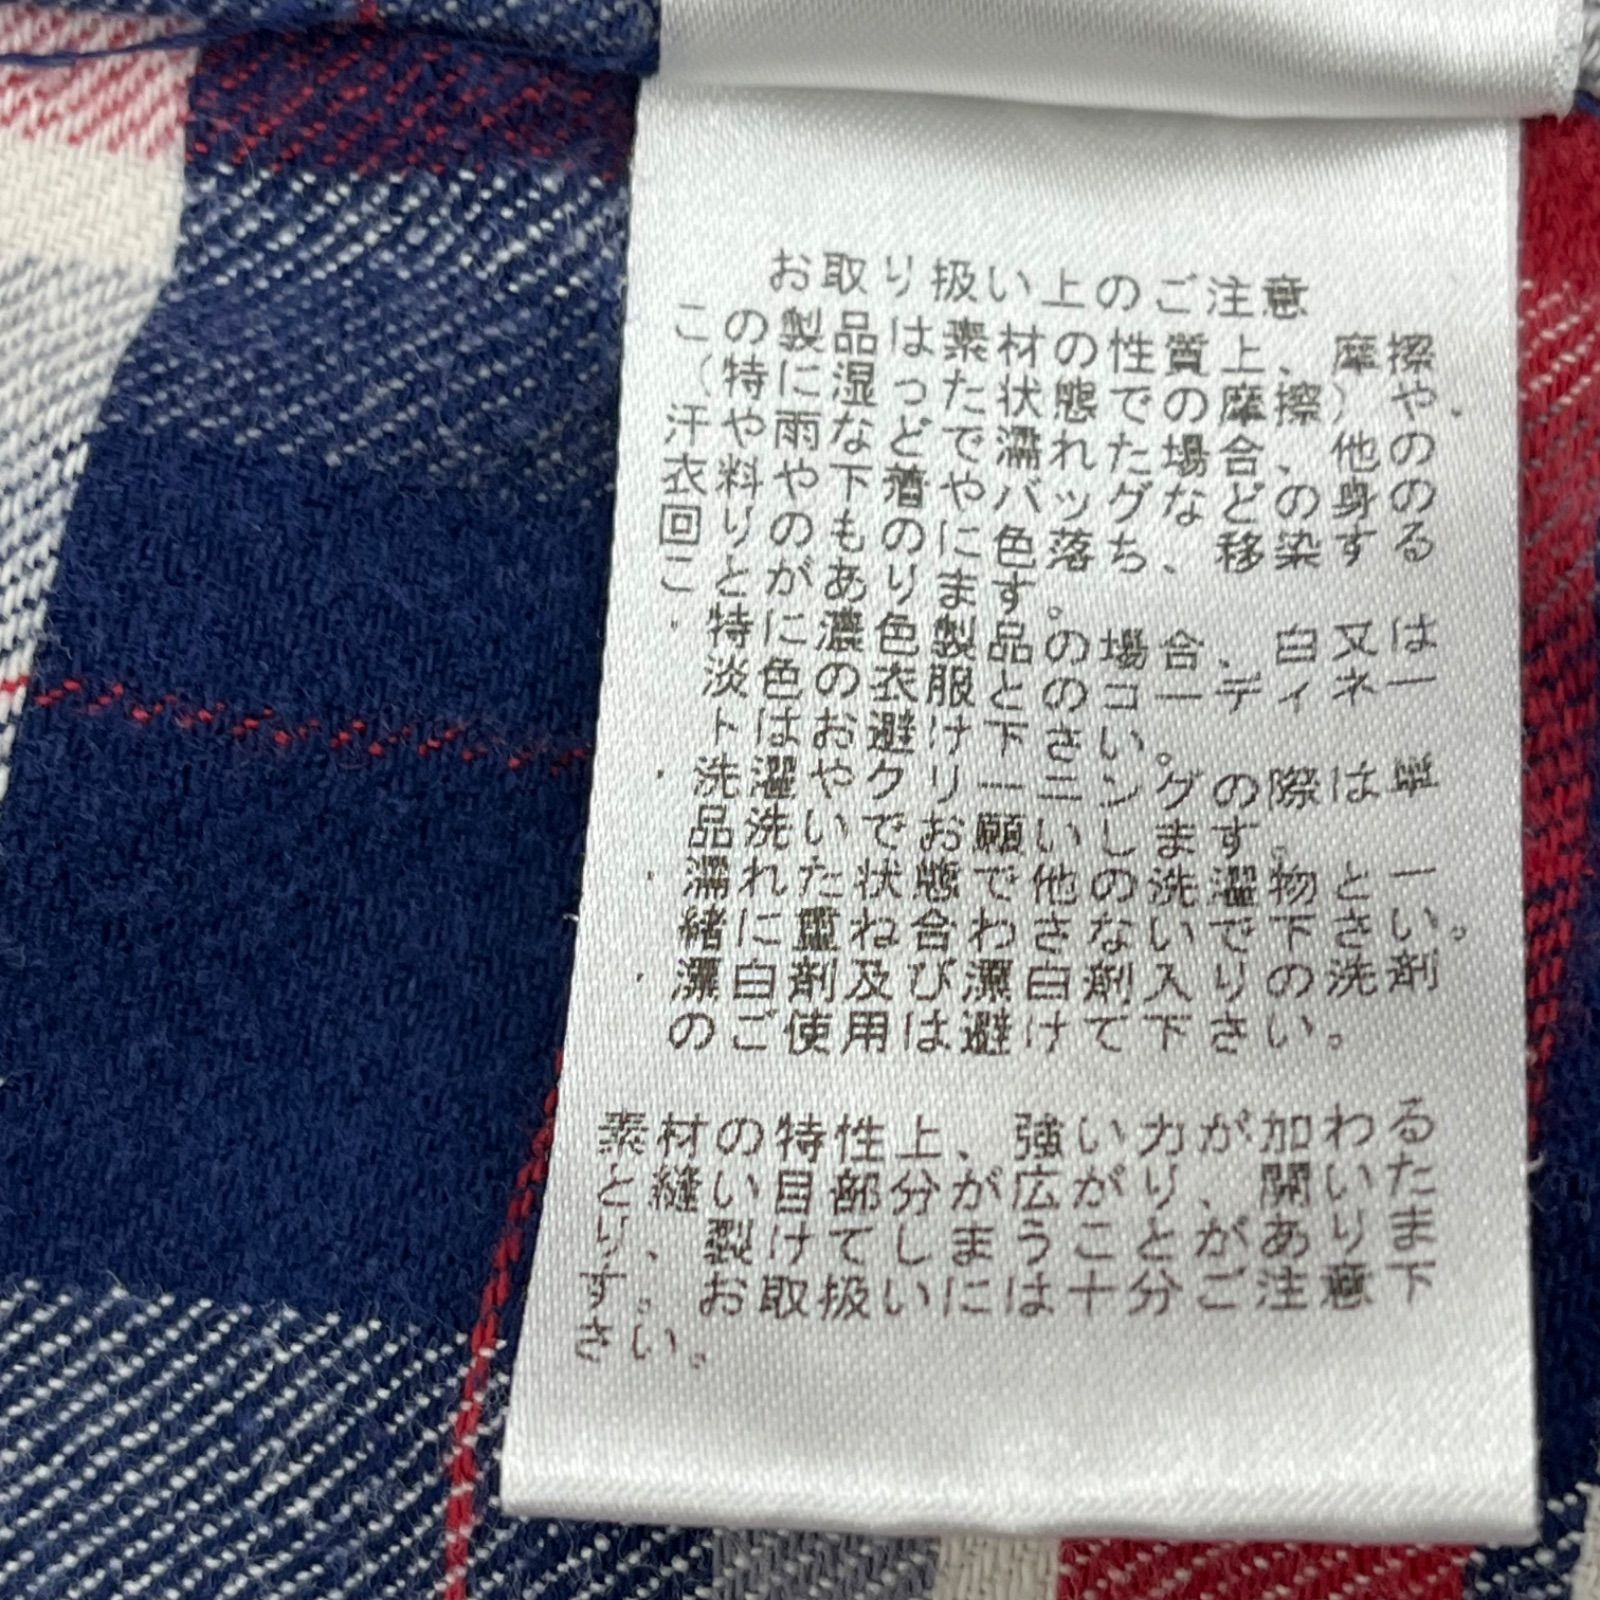 お取り扱い上のご注意
この製品は素材の性質上、摩擦
(特に湿った状態での摩擦)や、
汗や雨などで濡れた場合、他の
衣料や下着やバッグなどの身の
回りのものに色落ち、移染する
ことがあります。
・特に濃色製品の場合、白又は
淡色の衣服とのコーディネー
トはお避け下さい。
・洗濯やクリーニングの際は単
品洗いでお願いします。
・濡れた状態で他の洗濯物と一
緒に重ね合わさないで下さい。
・漂白剤及び漂白剤入りの洗剤
のご使用は避けて下さい。
素材の特性上、強い力が加わる
と縫い目部分が広がり、開いた
り、裂けてしまうことがありま
す。お取扱いには十分ご注意下
さい。